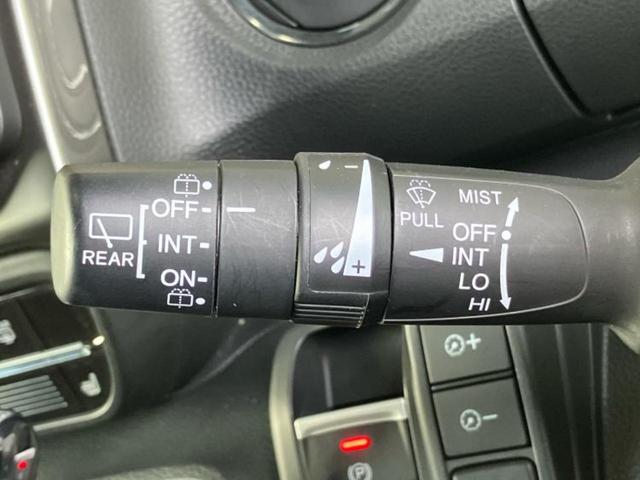 REAR
OFF
INT
ON
PULL
MIST
OFF
INT
LO
HI
- 
+
+
-
P